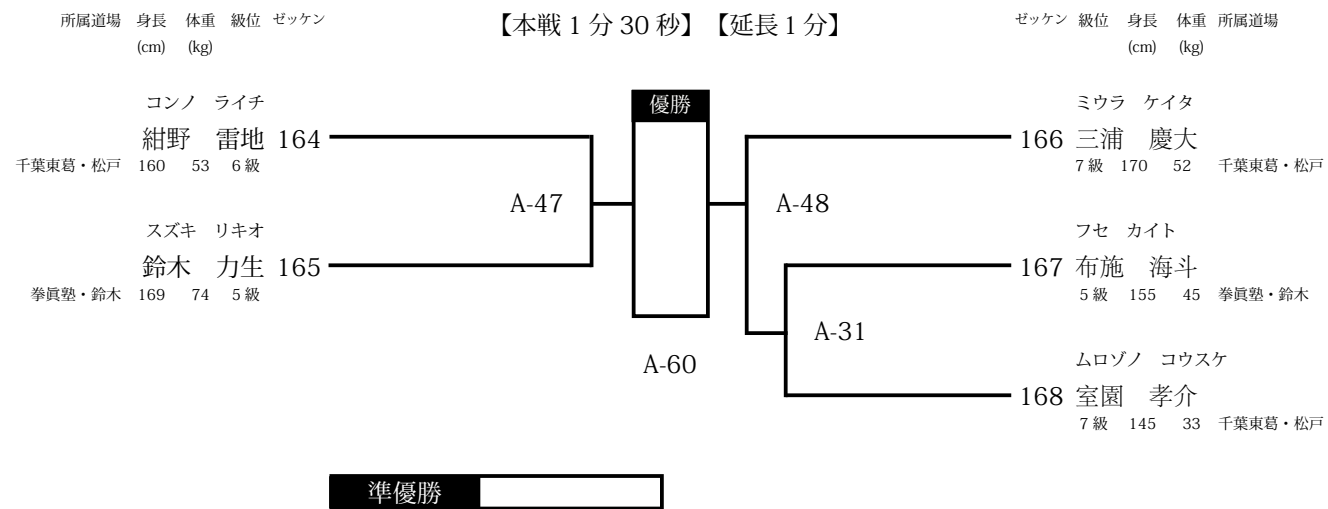 所属道場 身長 体重 級位 ゼッケン 【本戦 1 分 30 秒】【延長 1 分】 ゼッケン 級位 身長 体重 所属道場
(cm) (kg) (cm) (kg)
コンノ ライチ
紺野 雷地 164
千葉東葛・松戸 160 53 6 級
スズキ リキオ
鈴木 力生 165
拳眞塾・鈴木 169 74 5 級
A-47
優勝
A-60
A-48
A-31
ミウラ ケイタ
166 三浦 慶大
7 級 170 52 千葉東葛・松戸
フセ カイト
167 布施 海斗
5 級 155 45 拳眞塾・鈴木
ムロゾノ コウスケ
168 室園 孝介
7 級 145 33 千葉東葛・松戸
準優勝